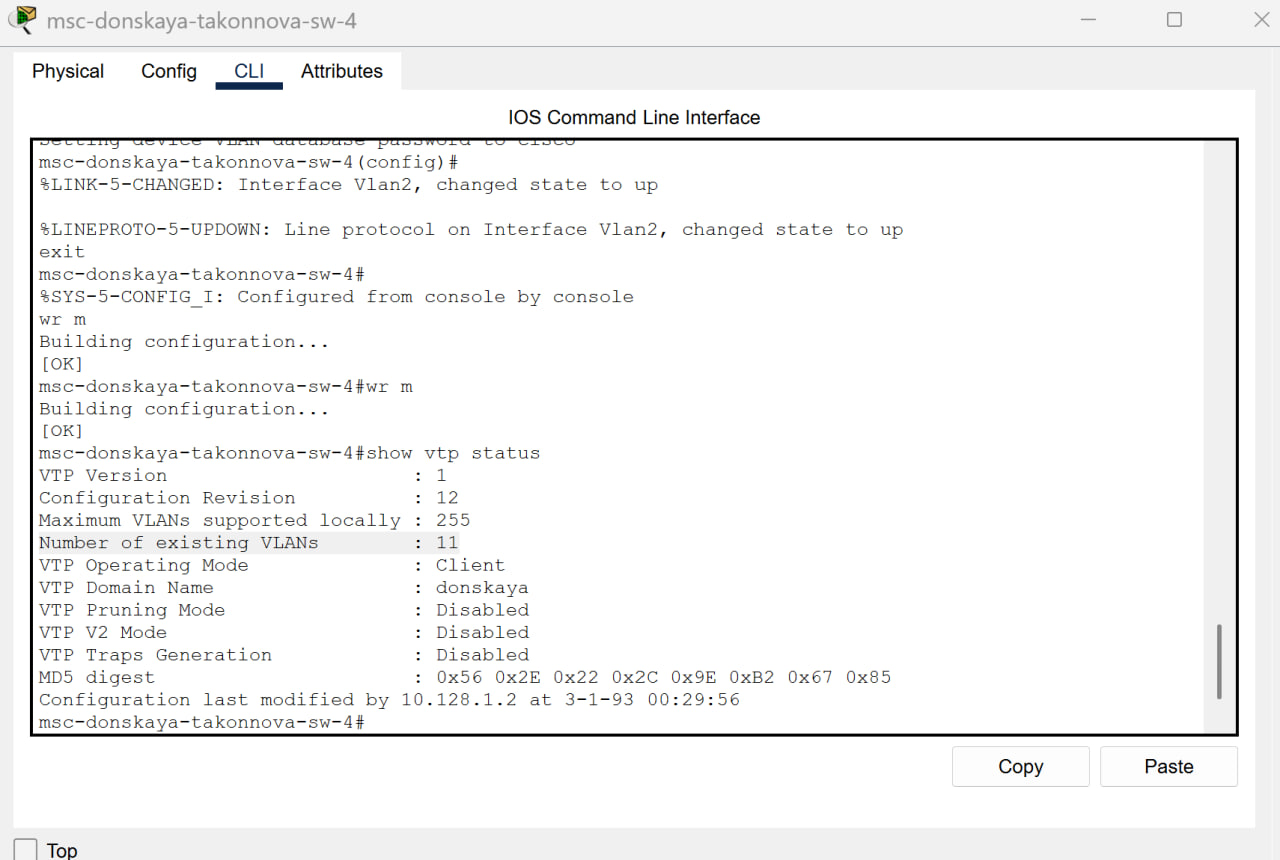 msc-donskaya-takonnova-sw-4
Physical Config CLI Attributes
IOS Command Line Interface
Setting device VLAN database password to cisco
msc-donskaya-takonnova-sw-4(config)#
%LINK-5-CHANGED: Interface Vlan2, changed state to up
%LINEPROTO-5-UPDOWN: Line protocol on Interface Vlan2, changed state to up
exit
msc-donskaya-takonnova-sw-4#
%SYS-5-CONFIG_I: Configured from console by console
wr m
Building configuration...
[OK]
msc-donskaya-takonnova-sw-4#wr m
Building configuration...
[OK]
msc-donskaya-takonnova-sw-4#show vtp status
VTP Version : 1
Configuration Revision : 12
Maximum VLANs supported locally : 255
Number of existing VLANs : 11
VTP Operating Mode : Client
VTP Domain Name : donskaya
VTP Pruning Mode : Disabled
VTP V2 Mode : Disabled
VTP Traps Generation : Disabled
MD5 digest : 0x56 0x2E 0x22 0x2C 0x9E 0xB2 0x67 0x85
Configuration last modified by 10.128.1.2 at 3-1-93 00:29:56
msc-donskaya-takonnova-sw-4#
Copy Paste
Top